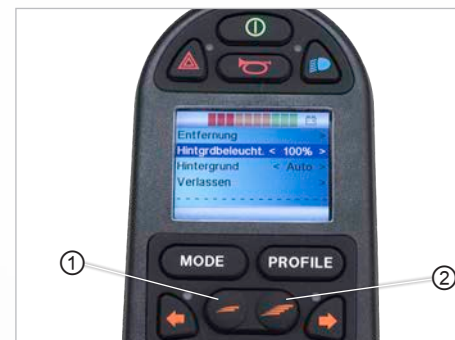 Entfernung >
Hintgrdbeleucht. < 100% >
Hintergrund < Auto >
Verlassen >
MODE PROFILE
1 2